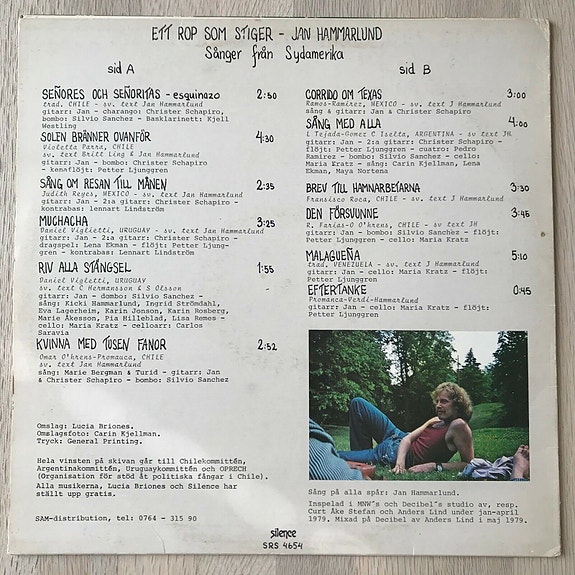 ETT ROP SOM STIGER - JAN HAMMARLUND
Sånger från Sydamerika
sid A
SEÑORES OCH SEÑORITAS - esquinazo 2:50
trad. CHILE - sv. text Jan Hammarlund
gitarr: Jan - charango: Christer Schapiro,
bombo: Silvio Sanchez - Basklarinett: Kjell
Westling
SOLEN BRÄNNER OVANFÖR 4:30
Violetta Parra, CHILE
sv. text Britt Ling & Jan Hammarlund
gitarr: Jan - bombo: Christer Schapiro
- kenaflöjt: Petter Ljunggren
SÅNG OM RESAN TILL MÅNEN 2:35
Judith Reyes, MEXICO - sv. text Jan Hammarlund
gitarr: Jan - 2:a gitarr: Christer Schapiro -
kontrabas: lennart Lindström
MUCHACHA 3:25
Daniel Viglietti, URUGUAY - sv. text Jan Hammarlund
gitarr: Jan - 2:a gitarr: Christer Schapiro -
dragspel: Lena Ekman - flöjt: Petter Ljung-
gren - kontrabas: Lennart Lindström
RIV ALLA STÄNGSEL 1:55
Daniel Vigletti, URUGUAY
sv. text C Hermansson & S Olsson
gitarr: Jan - dombo: Silvio Sanchez -
sång: Kicki Hammarlund, Ingrid Strömdahl,
Eva Lagerheim, Karin Jonson, Karin Rosberg,
Marie Åkesson, Pia Hilleblad, Lisa Remos -
cello: Maria Kratz - celloarr: Carlos
Saravia
KVINNA MED TUSEN FANOR 2:52
Omar O'hrens-Promauca, CHILE
sv. text Jan Hammarlund
sång: Marie Bergman & Turid - gitarr: Jan
& Christer Schapiro - bombo: Silvio Sanchez
Omslag: Lucia Briones.
Omslagsfoto: Carin Kjellman.
Tryck: General Printing.
Hela vinsten på skivan går till Chilekommittén,
Argentinakommittén, Uruguaykommittén och OPRECH
(Organisation för stöd åt politiska fångar i Chile).
Alla musikerna, Lucia Briones och Silence har
ställt upp gratis.
SAM-distribution, tel: 0764 - 315 90
sid B
CORRIDO OM TEXAS 3:00
Ramos-Ramirez, MEXICO - sv. text J Hammarlund
sång & gitarr: Jan & Christer Schapiro
SÅNG MED ALLA 4:00
L Tejada-Gomez C Iselta, ARGENTINA - sv text JH.
gitarr: Jan - 2:a gitarr: Christer Schapiro-
flöjt: Petter Ljunggren - cuatro: Pedro
Ramirez - bombo: Silvio Sanchez - cello:
Maria Kratz - sång: Carin Kjellman, Lena
Ekman, Maya Nortena
BREV TILL HAMNARBETARNA 3:30
Fransisco Roca, CHILE - sv. text J Hammarlund
DEN FÖRSVUNNE 3:46
R. Farias-O O'hrens, CHILE - sv. text JH
gitarr: Jan - bombo: Silvio Sanchez - flöjt:
Petter Ljunggren - cello: Maria Kratz
MALAGUEÑA 5:10
trad. VENEZUELA - sv. text J Hammarlund
gitarr: Jan - cello: Maria Kratz - flöjt:
Petter Ljunggren
EFTERTANKE 0:45
Promanca-Verdi-Hammarlund
gitarr: Jan - cello: Maria Kratz - flöjt:
Petter Ljunggren
Sång på alla spår: Jan Hammarlund.
Inspelad i MNW's och Decibel's studio av, resp.
Curt Åke Stefan och Anders Lind under jan-april
1979. Mixad på Decibel av Anders Lind i maj 1979.
silence
SRS 4654